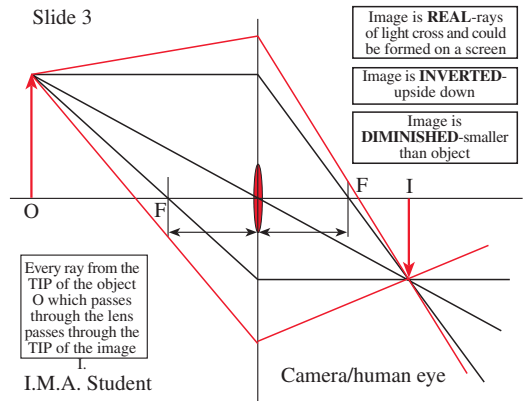 Slide 3
Image is REAL-rays
of light cross and could
be formed on a screen
Image is INVERTED-
upside down
Image is
DIMINISHED-smaller
than object
O
F
F
I
Every ray from the
TIP of the object
O which passes
through the lens
passes through the
TIP of the image
I.
I.M.A. Student
Camera/human eye